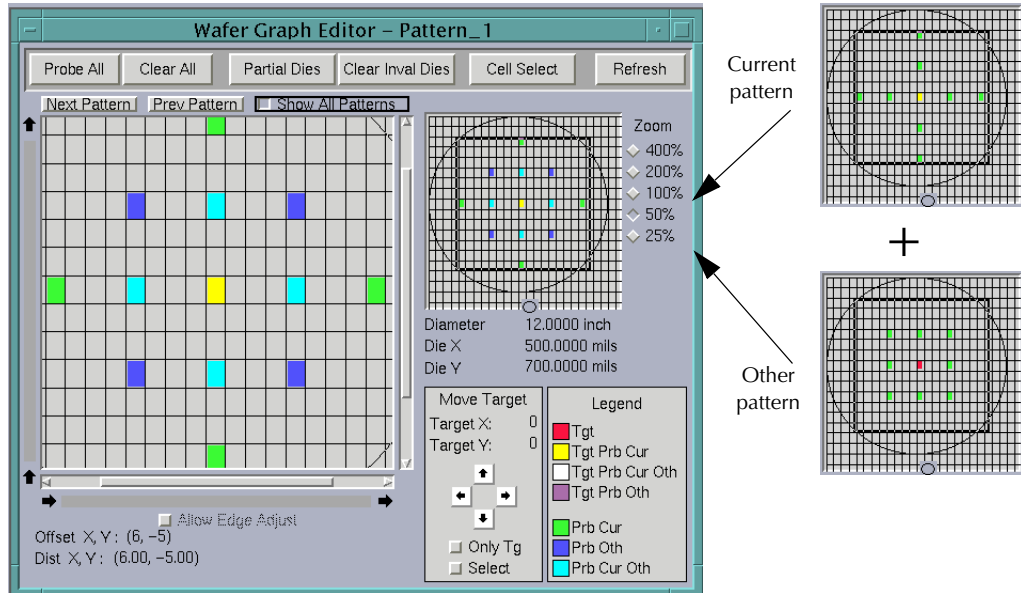 Wafer Graph Editor – Pattern_1
Probe All Clear All Partial Dies Clear Inval Dies Cell Select Refresh
Next Pattern Prev Pattern Show All Patterns
Zoom
400%
200%
100%
50%
25%
Diameter 12.0000 inch
Die X 500.0000 mils
Die Y 700.0000 mils
Move Target
Target X: 0
Target Y: 0
Only Tg
Select
Legend
Tgt
Tgt Prb Cur
Tgt Prb Cur Oth
Tgt Prb Oth
Prb Cur
Prb Oth
Prb Cur Oth
Allow Edge Adjust
Offset X, Y: (6, –5)
Dist X, Y: (6.00, –5.00)
Current
pattern
+
Other
pattern